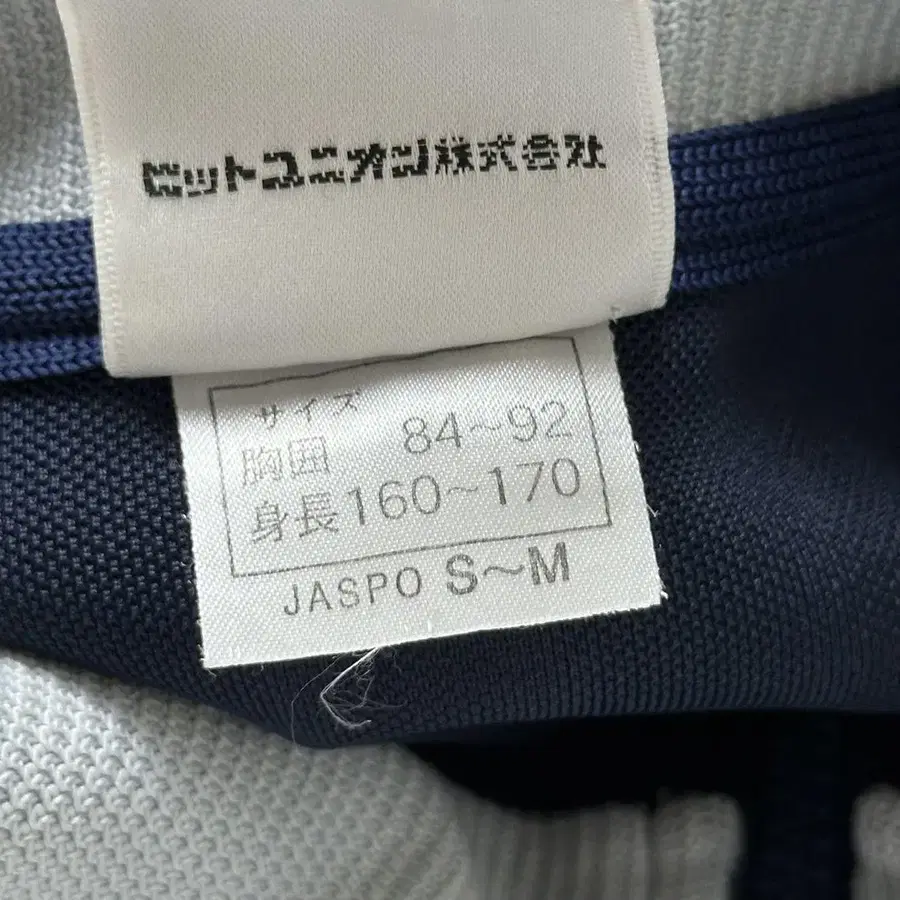 ヒットユニオン株式会社
サイズ
胸囲 84~92
身長160~170
JASPO S~M